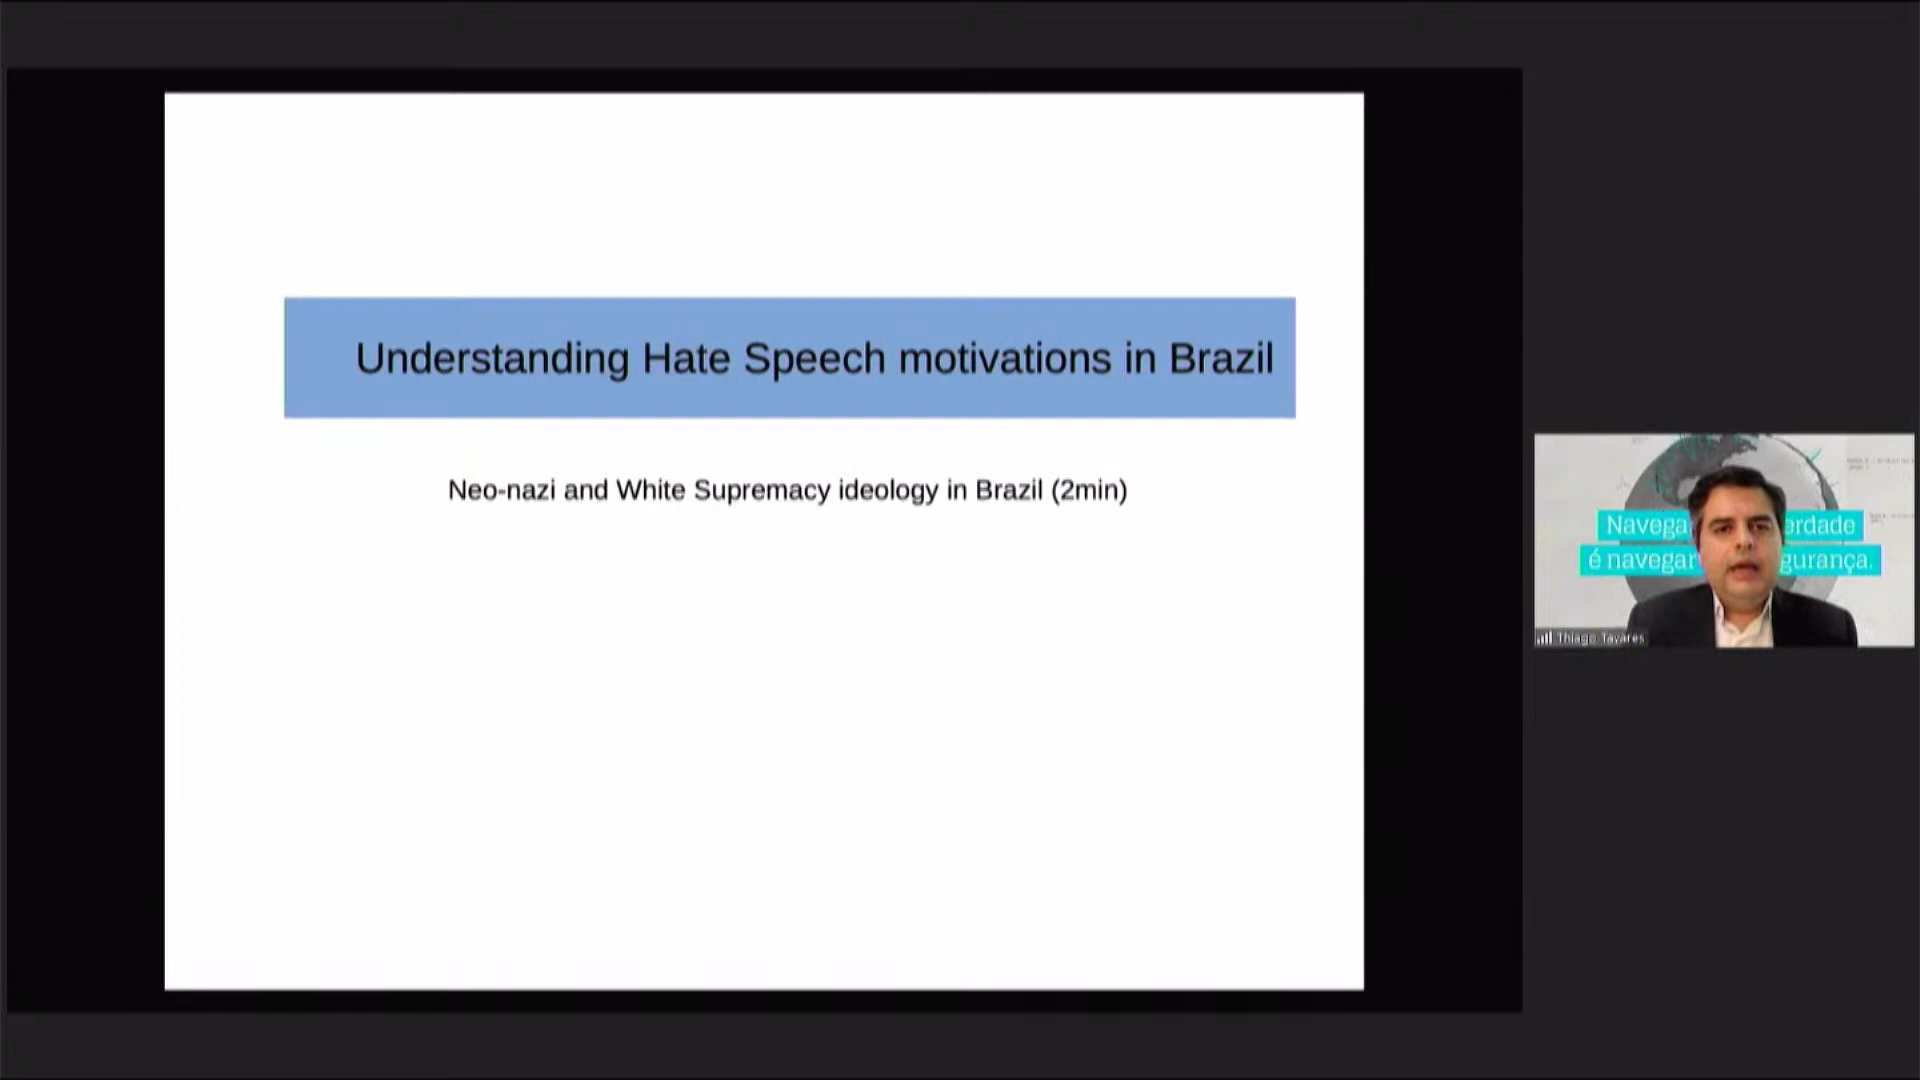 Understanding Hate Speech motivations in Brazil
Neo-nazi and White Supremacy ideology in Brazil (2min)
Navega erdade
é navegar gurança.
Thiago Tavares